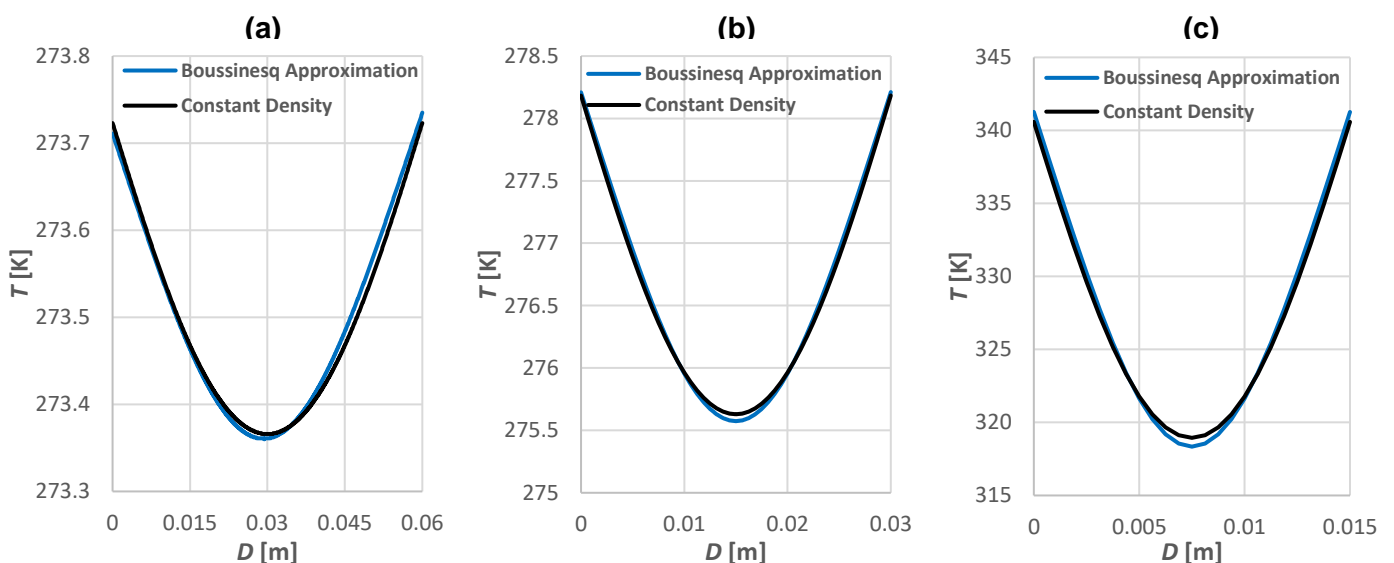 (a)
273.8
273.7
273.6
273.5
273.4
273.3
T [K]
Boussinesq Approximation
Constant Density
0 0.015 0.03 0.045 0.06
D [m]
(b)
278.5
278
277.5
277
276.5
276
275.5
275
T [K]
Boussinesq Approximation
Constant Density
0 0.01 0.02 0.03
D [m]
(c)
345
340
335
330
325
320
315
T [K]
Boussinesq Approximation
Constant Density
0 0.005 0.01 0.015
D [m]